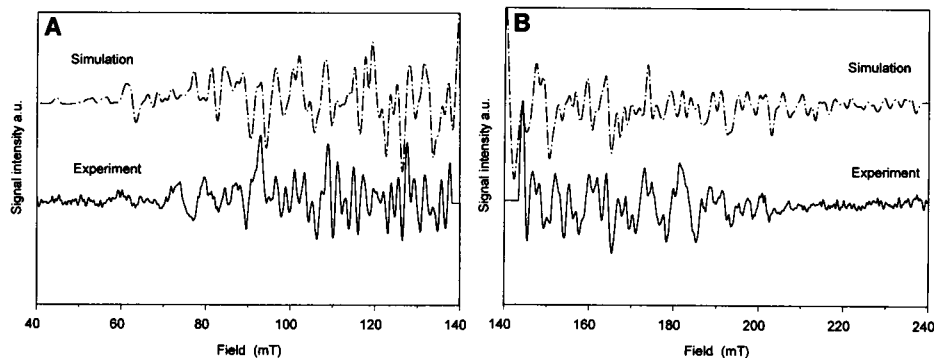 A
Simulation
Experiment
Signal intensity a.u.
40 60 80 100 120 140
Field (mT)
B
Simulation
Experiment
Signal intensity a.u.
140 160 180 200 220 240
Field (mT)